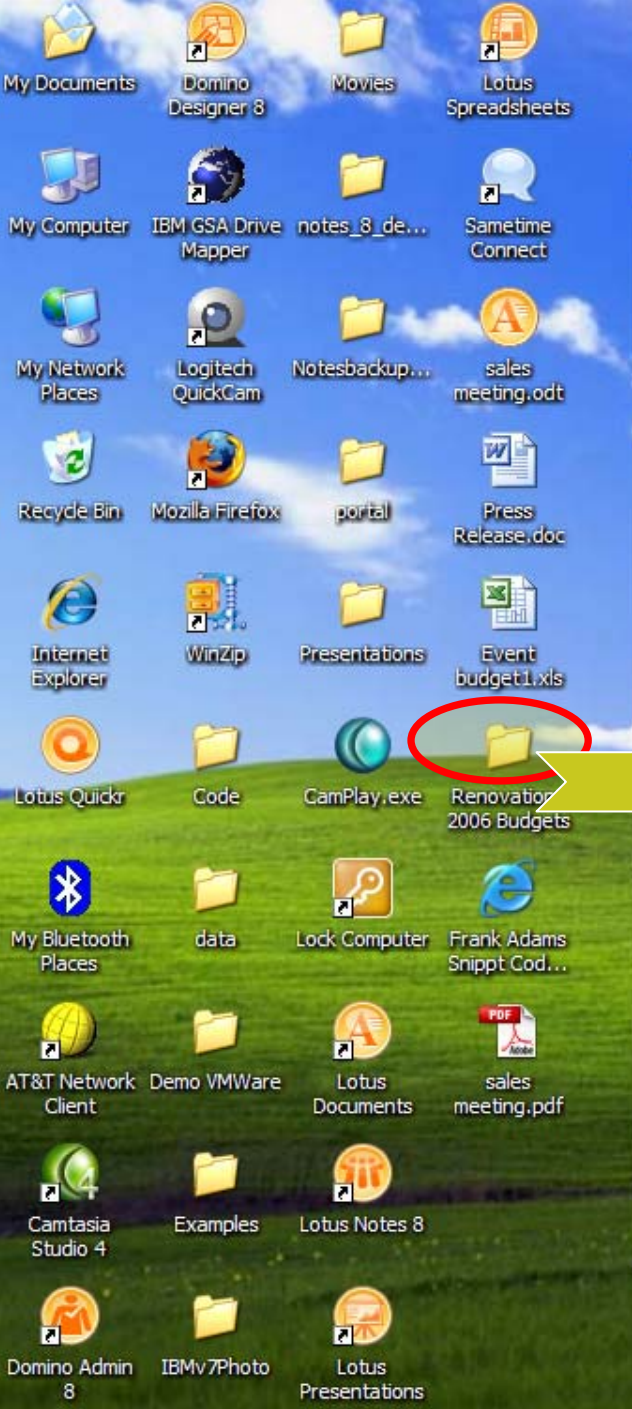 My Documents
Domino
Designer 8
Movies
Lotus
Spreadsheets
My Computer
IBM GSA Drive
Mapper
notes_8_de...
Sametime
Connect
My Network
Places
Logitech
QuickCam
Notesbackup...
sales
meeting.odt
Recycle Bin
Mozilla Firefox
portal
Press
Release.doc
Internet
Explorer
WinZip
Presentations
Event
budget1.xls
Lotus Quickr
Code
CamPlay.exe
Renovation
2006 Budgets
My Bluetooth
Places
data
Lock Computer
Frank Adams
Snippt Cod...
AT&T Network
Client
Demo VMWare
Lotus
Documents
PDF
Adobe
sales
meeting.pdf
Camtasia
Studio 4
Examples
Lotus Notes 8
Domino Admin
8
IBMv7Photo
Lotus
Presentations